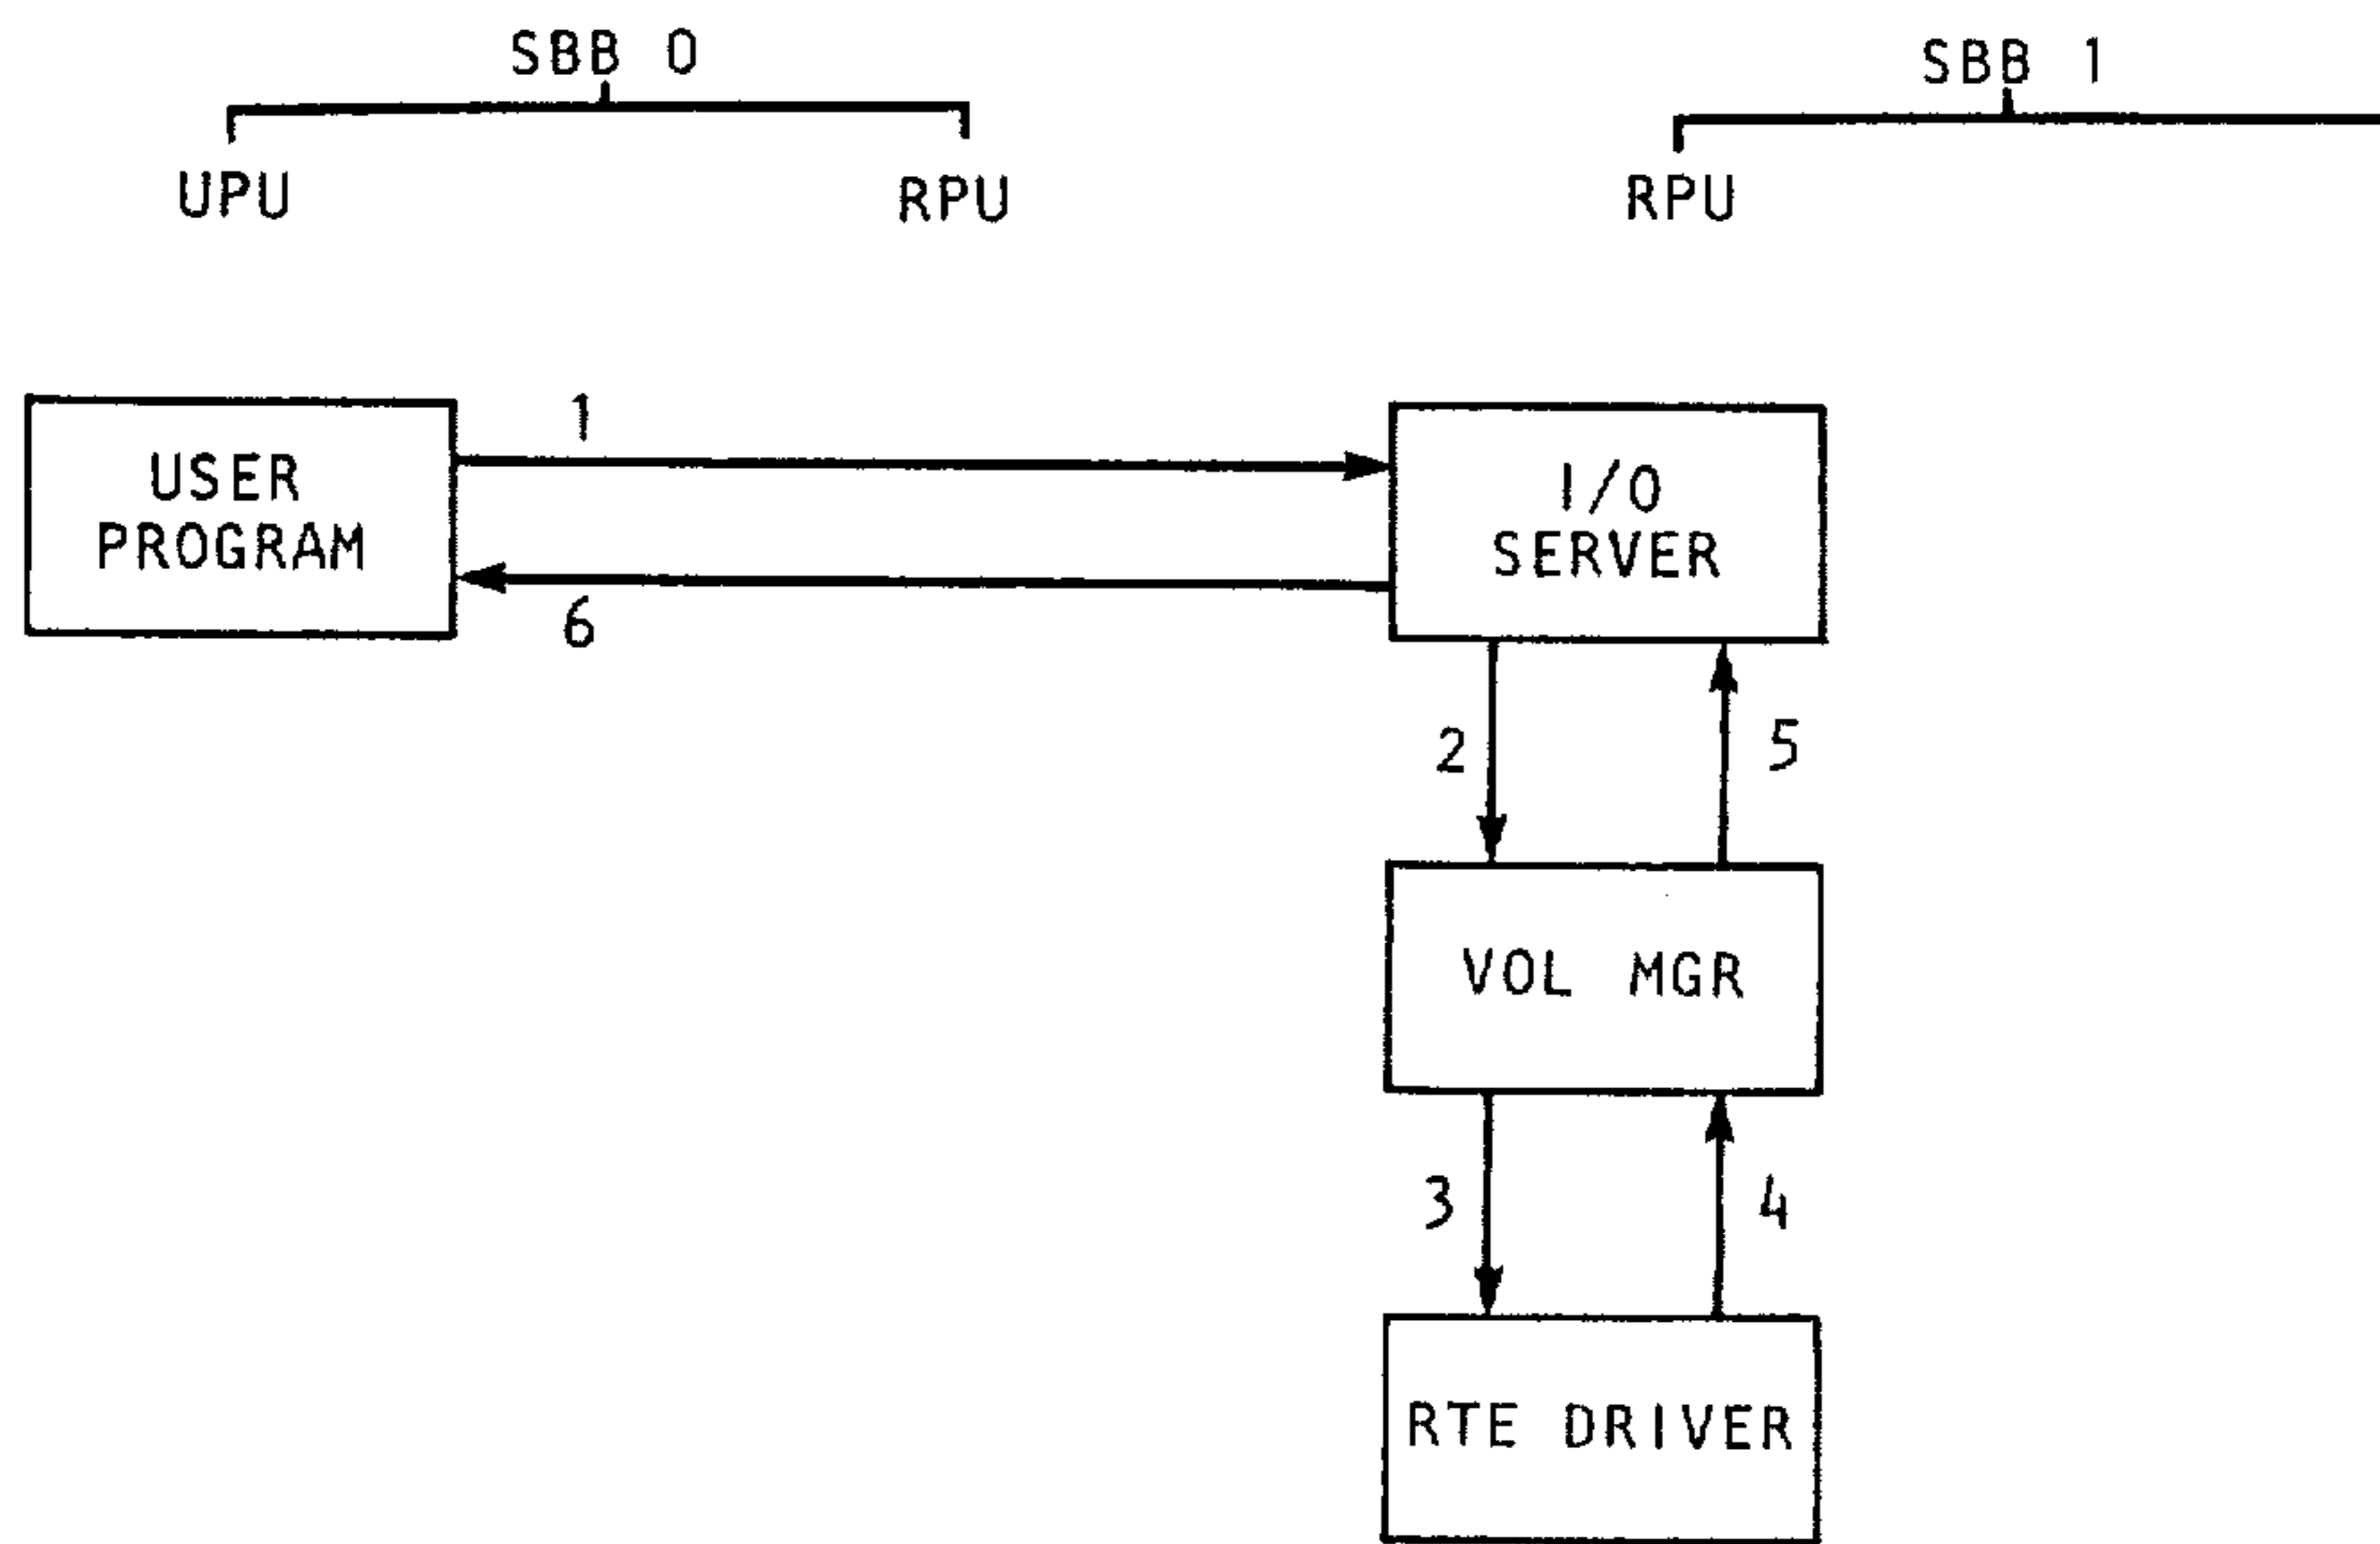 SBB 0
SBB 1
UPU
RPU
RPU
USER
PROGRAM
1
6
I/O
SERVER
2
5
VOL MGR
3
4
RTE DRIVER